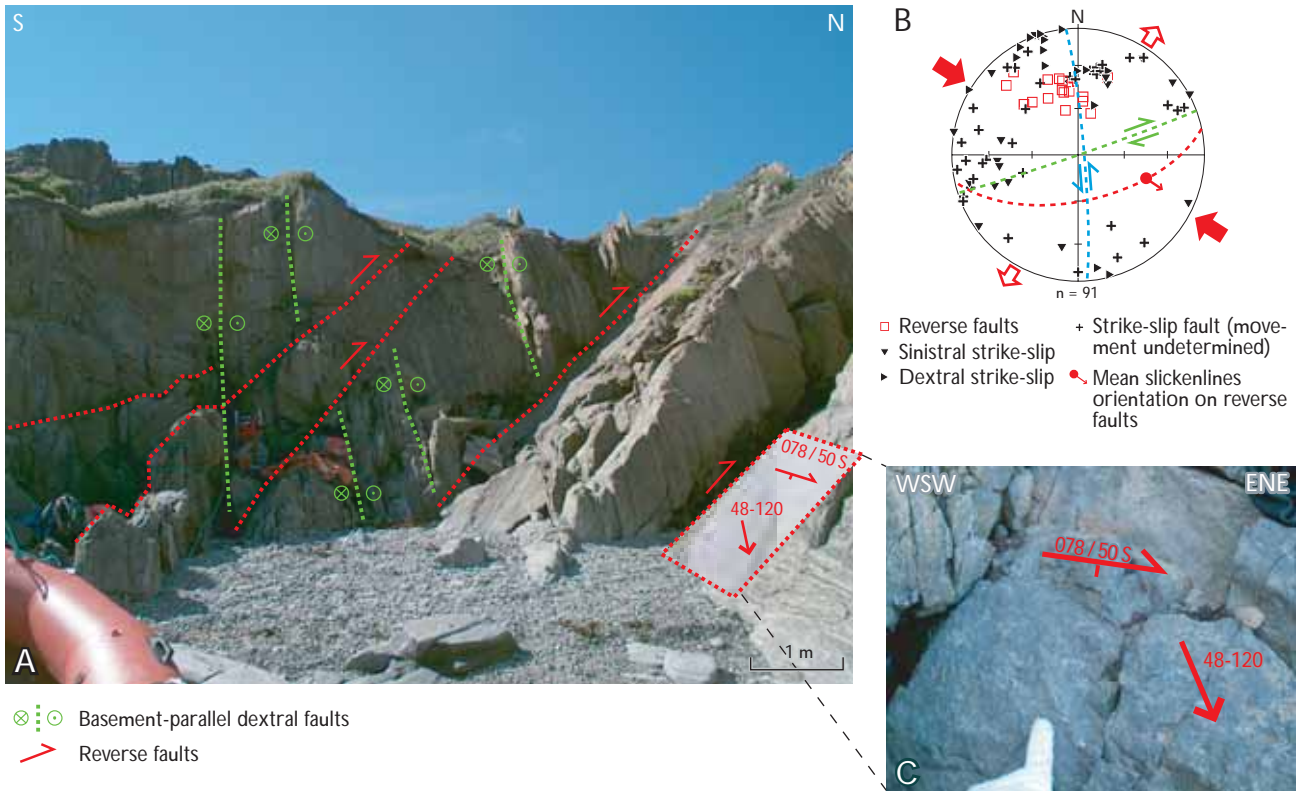 S
N
078 / 50 S
48-120
A
1 m
Basement-parallel dextral faults
Reverse faults
B
N
n = 91
Reverse faults
Sinistral strike-slip
Dextral strike-slip
Strike-slip fault (move-
ment undetermined)
Mean slickenlines
orientation on reverse
faults
WSW
ENE
078 / 50 S
48-120
C